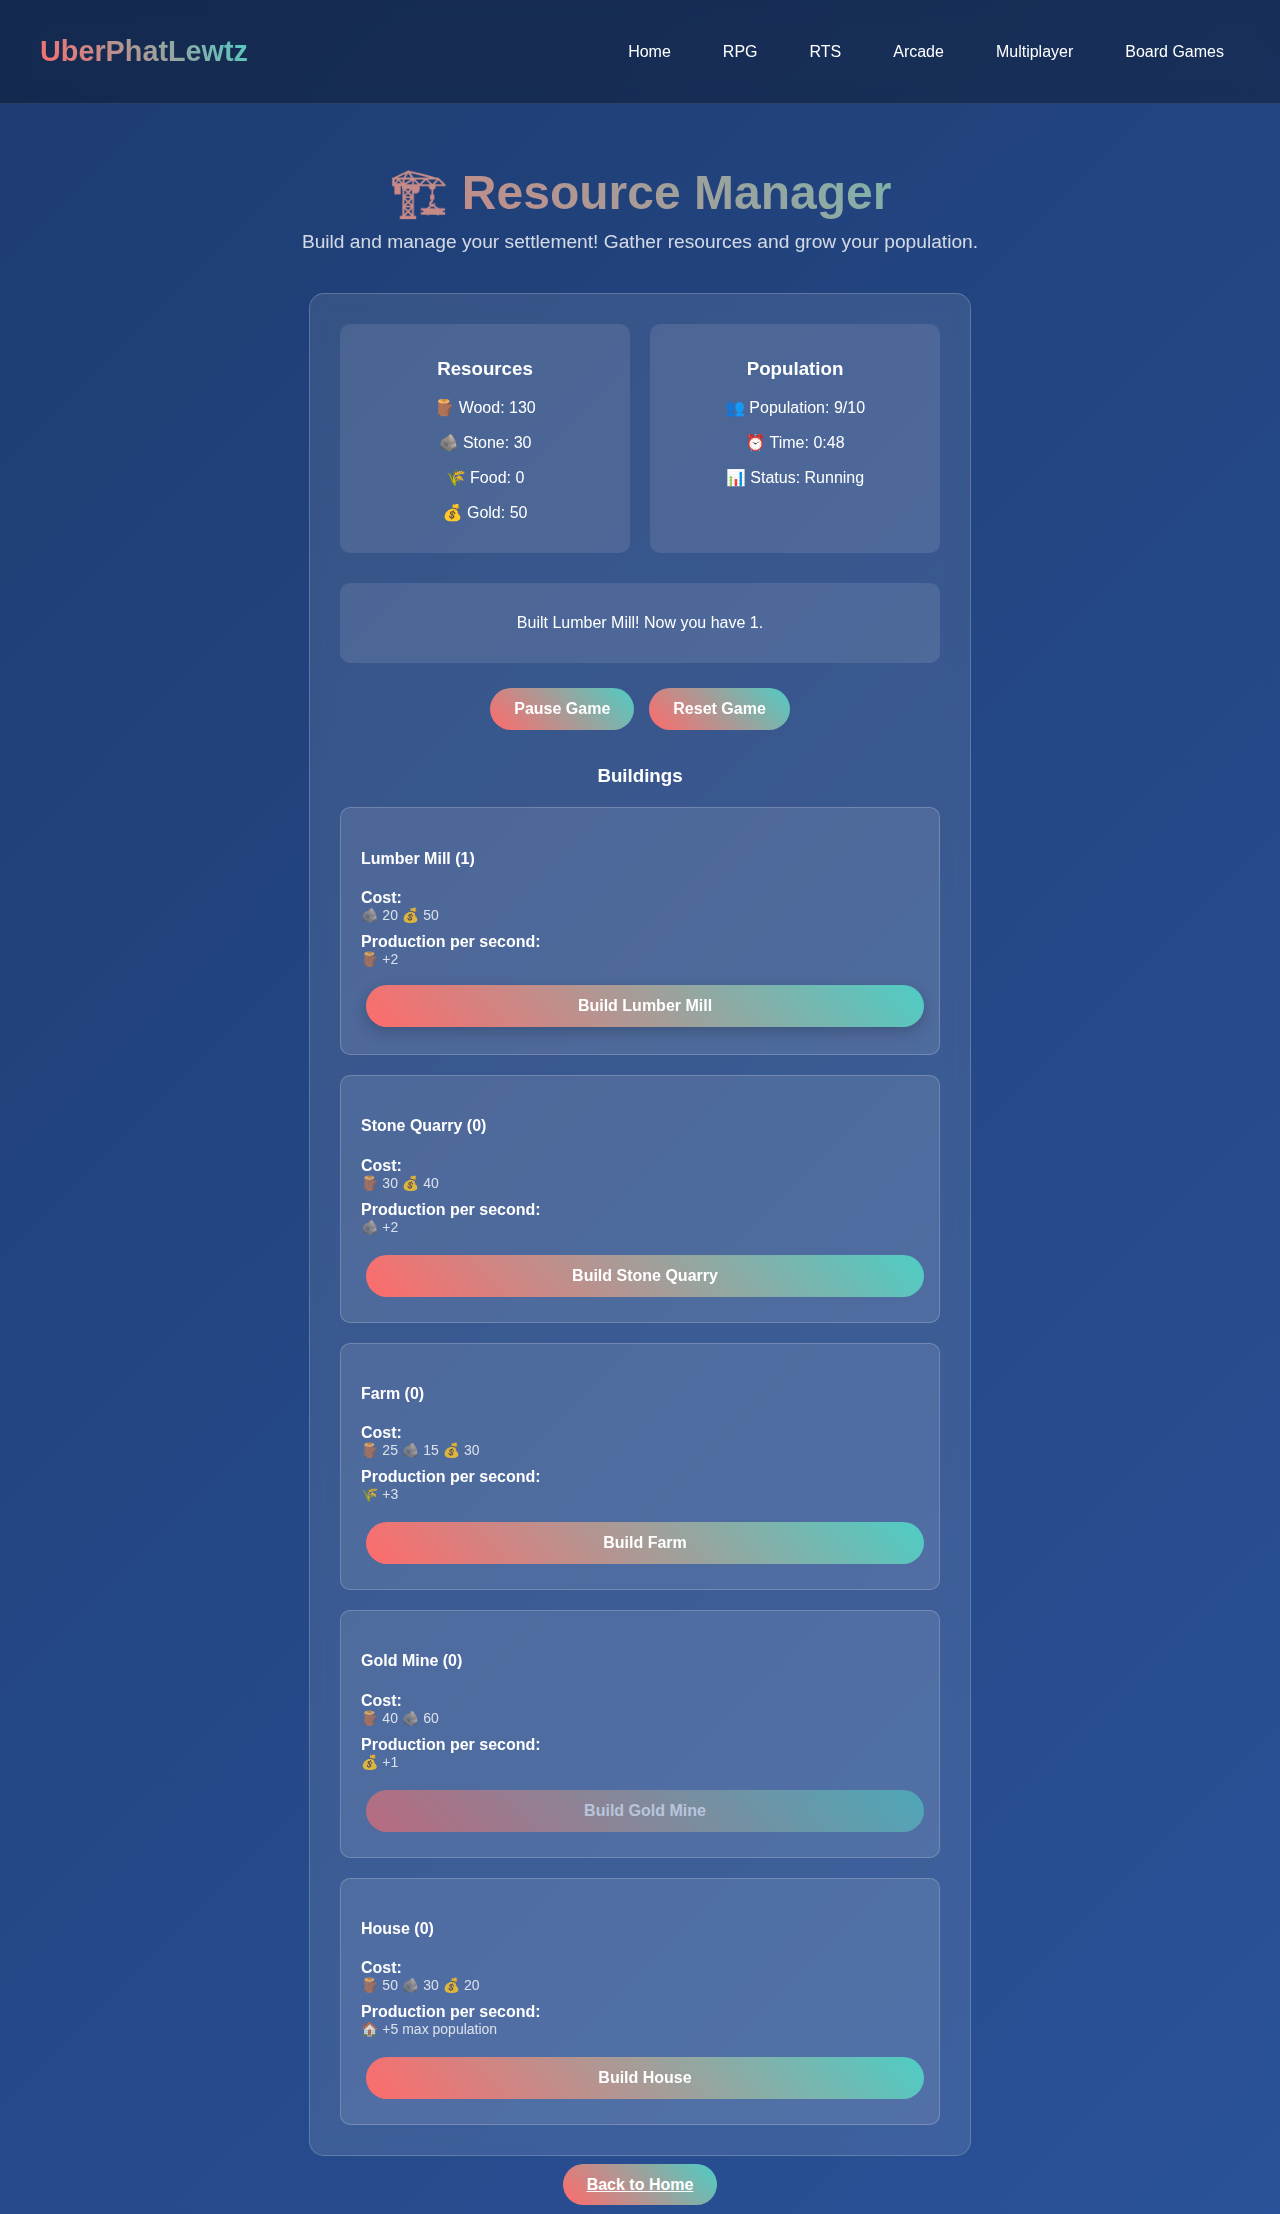 UberPhatLewtz
Home RPG RTS Arcade Multiplayer Board Games
🏗️ Resource Manager
Build and manage your settlement! Gather resources and grow your population.
Resources
🪵 Wood: 130
🪨 Stone: 30
🌾 Food: 0
💰 Gold: 50
Population
👥 Population: 9/10
⏰ Time: 0:48
📊 Status: Running
Built Lumber Mill! Now you have 1.
Pause Game Reset Game
Buildings
Lumber Mill (1)
Cost:
🪨 20 💰 50
Production per second:
🪵 +2
Build Lumber Mill
Stone Quarry (0)
Cost:
🪵 30 💰 40
Production per second:
🪨 +2
Build Stone Quarry
Farm (0)
Cost:
🪵 25 🪨 15 💰 30
Production per second:
🌾 +3
Build Farm
Gold Mine (0)
Cost:
🪵 40 🪨 60
Production per second:
💰 +1
Build Gold Mine
House (0)
Cost:
🪵 50 🪨 30 💰 20
Production per second:
🏠 +5 max population
Build House
Back to Home